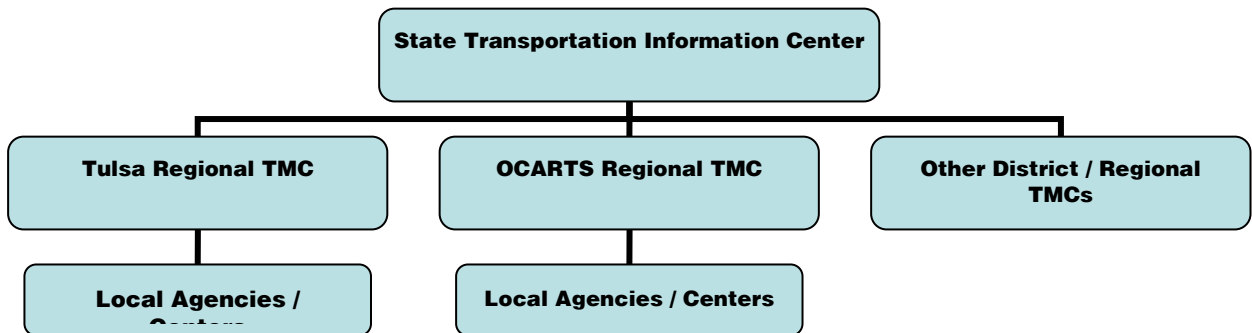 State Transportation Information Center
Tulsa Regional TMC
OCARTS Regional TMC
Other District / Regional
TMCs
Local Agencies /
Local Agencies / Centers